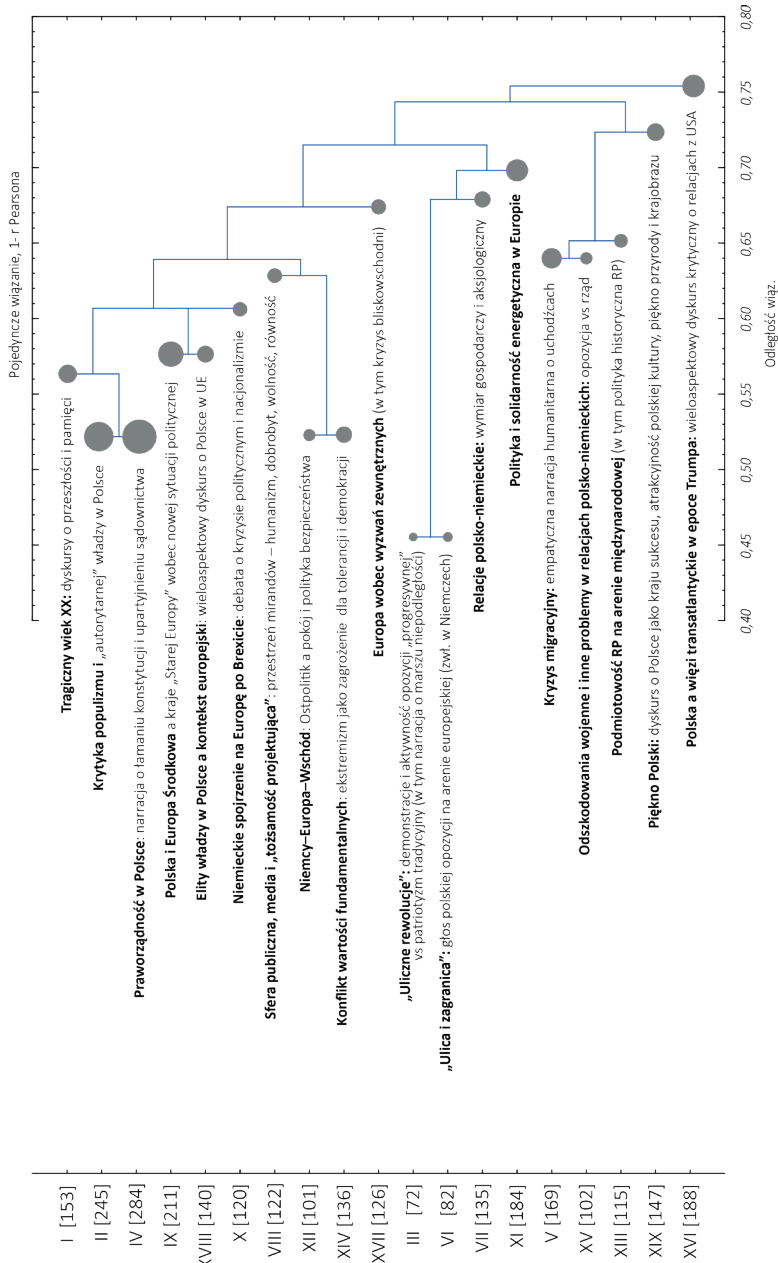 Pojedyncze wiązanie, 1- r Pearsona
I [153]
Tragiczny wiek XX: dyskursy o przeszłości i pamięci
II [245]
Krytyka populizmu i „autorytarnej” władzy w Polsce
IV [284]
Praworządność w Polsce: narracja o łamaniu konstytucji i upartyjnieniu sądownictwa
IX [211]
Polska i Europa Środkowa a kraje „Starej Europy” wobec nowej sytuacji politycznej
XVIII [140]
Elity władzy w Polsce a kontekst europejski: wieloaspektowy dyskurs o Polsce w UE
X [120]
Niemieckie spojrzenie na Europę po Brexicie: debata o kryzysie politycznym i nacjonalizmie
VIII [122]
Sfera publiczna, media i „tożsamość projektująca”: przestrzeń mirandów – humanizm, dobrobyt, wolność, równość
XII [101]
Niemcy–Europa–Wschód: Ostpolitik a pokój i polityka bezpieczeństwa
XIV [136]
Konflikt wartości fundamentalnych: ekstremizm jako zagrożenie dla tolerancji i demokracji
XVII [126]
Europa wobec wyzwań zewnętrznych (w tym kryzys bliskowschodni)
III [72]
„Uliczne rewolucje”: demonstracje i aktywność opozycji „progresywnej”
vs patriotyzm tradycyjny (w tym narracja o marszu niepodległości)
VI [82]
„Ulica i zagranica”: głos polskiej opozycji na arenie europejskiej (zwł. w Niemczech)
VII [135]
Relacje polsko-niemieckie: wymiar gospodarczy i aksjologiczny
XI [184]
Polityka i solidarność energetyczna w Europie
V [169]
Kryzys migracyjny: empatyczna narracja humanitarna o uchodźcach
XV [102]
Odszkodowania wojenne i inne problemy w relacjach polsko-niemieckich: opozycja vs rząd
XIII [115]
Podmiotowość RP na arenie międzynarodowej (w tym polityka historyczna RP)
XIX [147]
Piękno Polski: dyskurs o Polsce jako kraju sukcesu, atrakcyjność polskiej kultury, piękno przyrody i krajobrazu
XVI [188]
Polska a więzi transatlantyckie w epoce Trumpa: wieloaspektowy dyskurs krytyczny o relacjach z USA
0,40 0,45 0,50 0,55 0,60 0,65 0,70 0,75 0,80
Odległość wiąz.